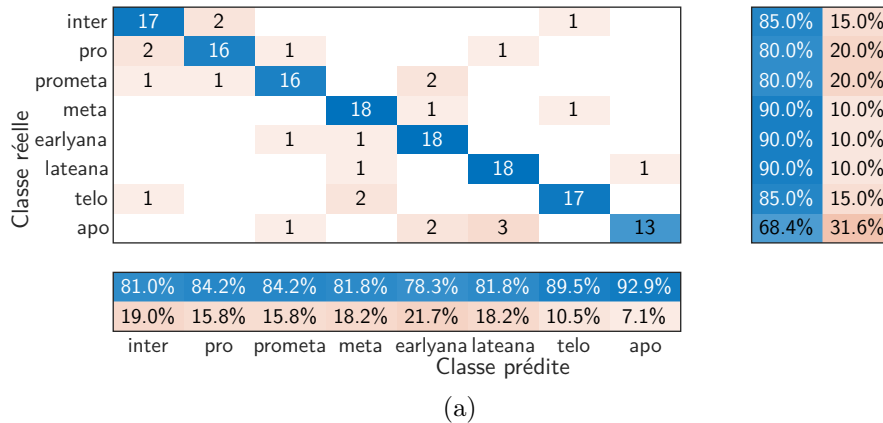 inter 17 2 1 85.0% 15.0%
pro 2 16 1 1 80.0% 20.0%
prometa 1 1 16 2 80.0% 20.0%
meta 18 1 1 90.0% 10.0%
earlyana 1 1 18 90.0% 10.0%
lateana 1 18 1 90.0% 10.0%
telo 1 2 17 85.0% 15.0%
apo 1 2 3 13 68.4% 31.6%
Classe réelle
81.0% 84.2% 84.2% 81.8% 78.3% 81.8% 89.5% 92.9%
19.0% 15.8% 15.8% 18.2% 21.7% 18.2% 10.5% 7.1%
inter pro prometa meta earlyana lateana telo apo
Classe prédite
(a)